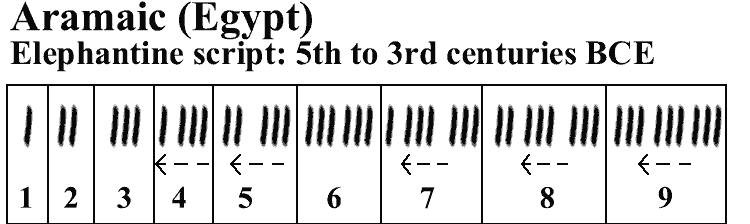 Aramaic (Egypt)
Elephantine script: 5th to 3rd centuries BCE
1 2 3 4 5 6 7 8 9